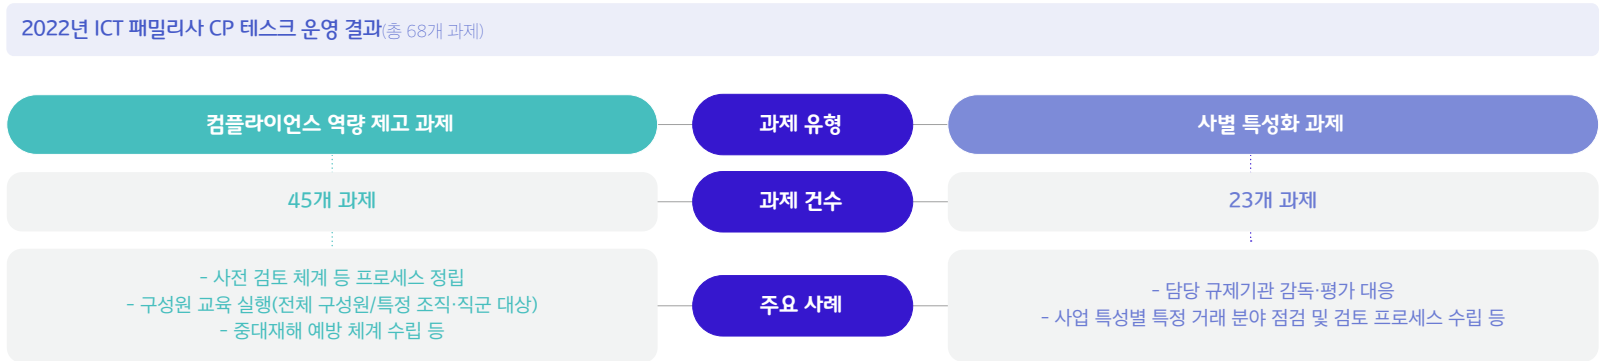 2022년 ICT 패밀리사 CP 테스크 운영 결과(총 68개 과제)
컴플라이언스 역량 제고 과제
과제 유형
사별 특성화 과제
45개 과제
과제 건수
23개 과제
- 사전 검토 체계 등 프로세스 정립
- 구성원 교육 실행(전체 구성원/특정 조직·직군 대상)
- 중대재해 예방 체계 수립 등
주요 사례
- 담당 규제기관 감독·평가 대응
- 사업 특성별 특정 거래 분야 점검 및 검토 프로세스 수립 등